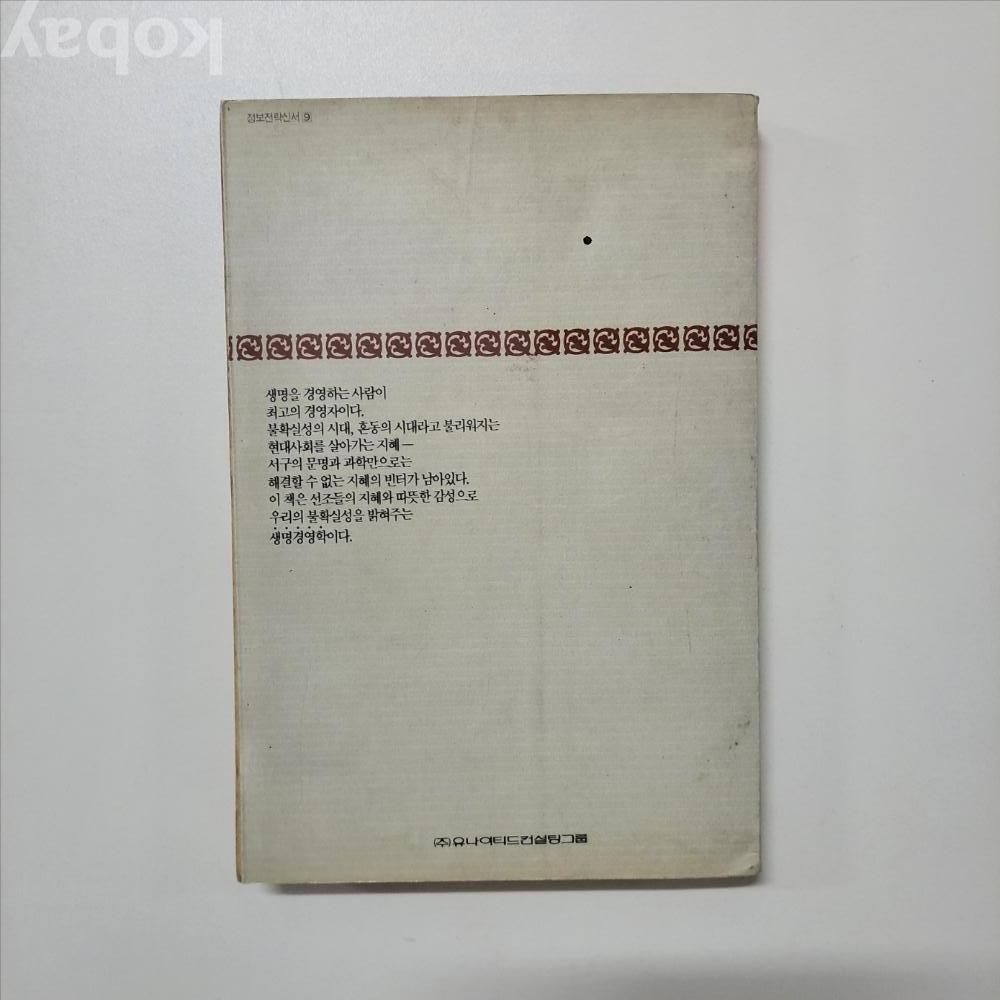 kobay
정보전략신서 9
생명을 경영하는 사람이
최고의 경영자이다.
불확실성의 시대, 혼동의 시대라고 불리워지는
현대사회를 살아가는 지혜—
서구의 문명과 과학만으로는
해결할 수 없는 지혜의 빈터가 남아있다.
이 책은 선조들의 지혜와 따뜻한 감성으로
우리의 불확실성을 밝혀주는
생명경영학이다.
㈜유나이티드컨설팅그룹